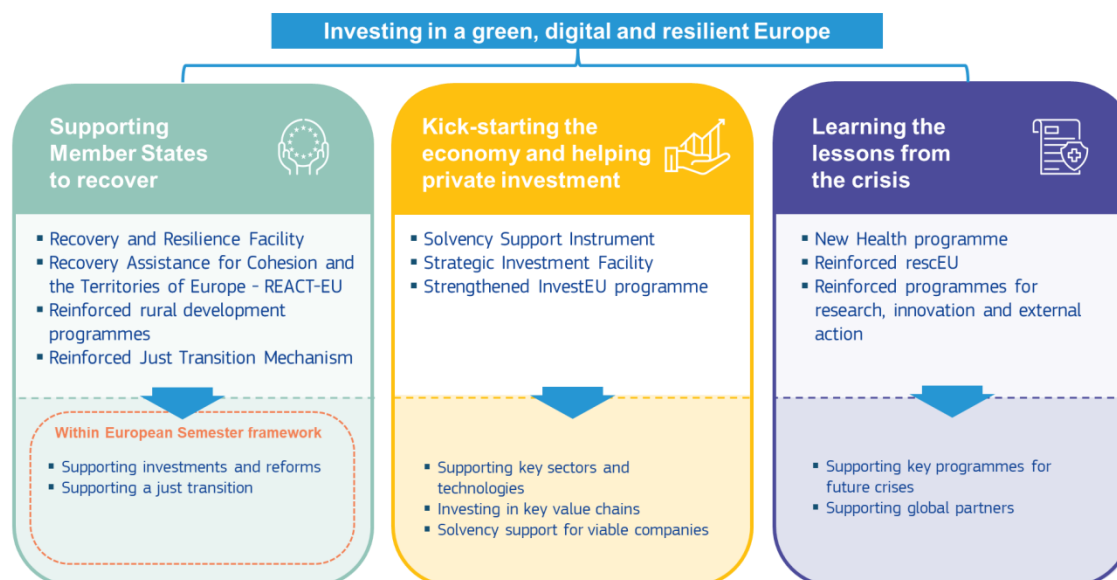 Investing in a green, digital and resilient Europe
Supporting
Member States
to recover
▪ Recovery and Resilience Facility
▪ Recovery Assistance for Cohesion and
the Territories of Europe - REACT-EU
▪ Reinforced rural development
programmes
▪ Reinforced Just Transition Mechanism
Within European Semester framework
▪ Supporting investments and reforms
▪ Supporting a just transition
Kick-starting the
economy and helping
private investment
▪ Solvency Support Instrument
▪ Strategic Investment Facility
▪ Strengthened InvestEU programme
▪ Supporting key sectors and
technologies
▪ Investing in key value chains
▪ Solvency support for viable companies
Learning the
lessons from
the crisis
▪ New Health programme
▪ Reinforced rescEU
▪ Reinforced programmes for
research, innovation and external
action
▪ Supporting key programmes for
future crises
▪ Supporting global partners